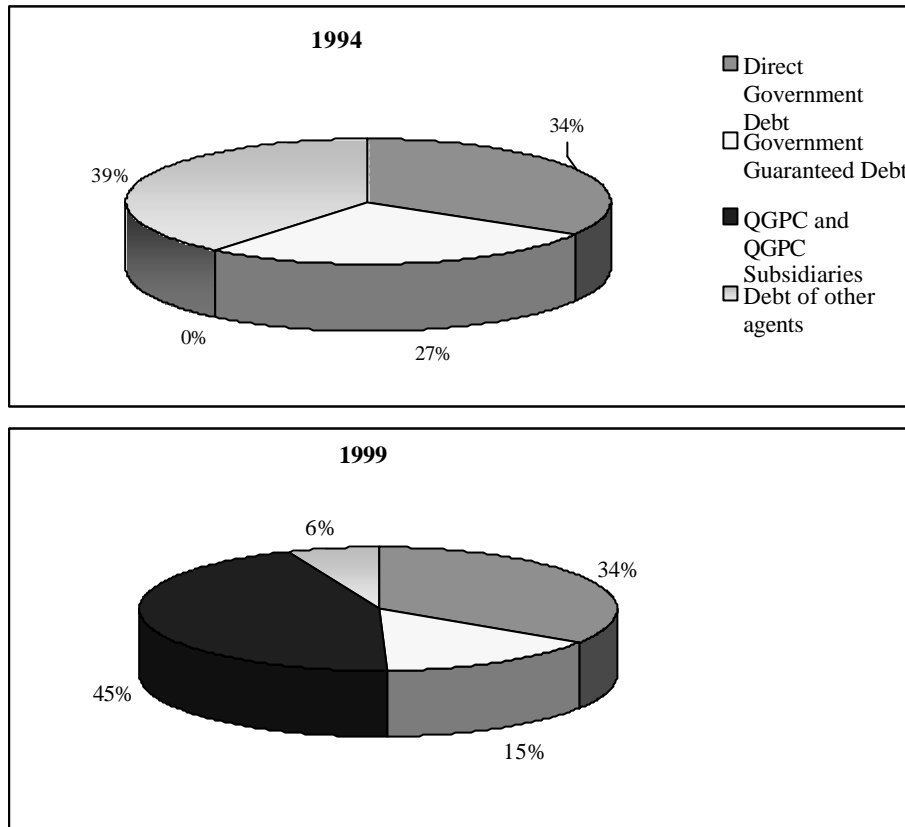 1994
Direct
Government
Debt
Government
Guaranteed Debt
QGPC and
QGPC
Subsidiaries
Debt of other
agents
34%
39%
0%
27%
1999
6%
34%
45%
15%